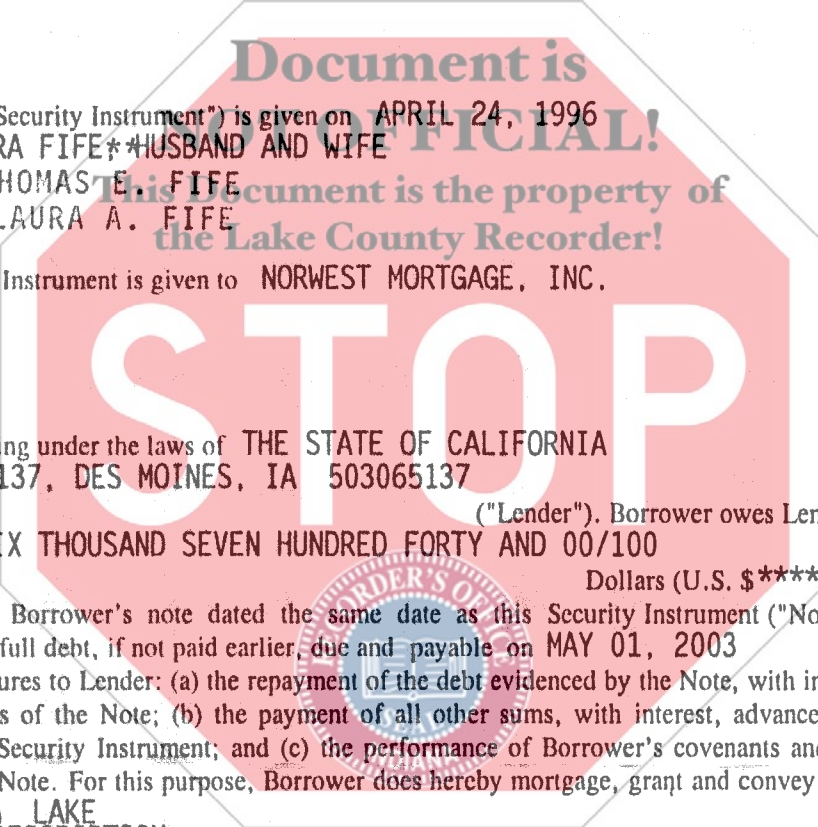 Document is
Security Instrument") is given on APRIL 24, 1996
NOT OFFICIAL!
RA FIFE**HUSBAND AND WIFE
HOMAS E. FIFE
This Document is the property of
LAURA A. FIFE
the Lake County Recorder!
Instrument is given to NORWEST MORTGAGE, INC.
STOP
ng under the laws of THE STATE OF CALIFORNIA
137, DES MOINES, IA 503065137
("Lender"). Borrower owes Len
IX THOUSAND SEVEN HUNDRED FORTY AND 00/100
Dollars (U.S. $****
RECORDER'S OFFICE
Borrower's note dated the same date as this Security Instrument ("No
full debt, if not paid earlier, due and payable on MAY 01, 2003
ures to Lender: (a) the repayment of the debt evidenced by the Note, with in
s of the Note; (b) the payment of all other sums, with interest, advance
Security Instrument; and (c) the performance of Borrower's covenants and
INDIANA
Note. For this purpose, Borrower does hereby mortgage, grant and convey
LAKE